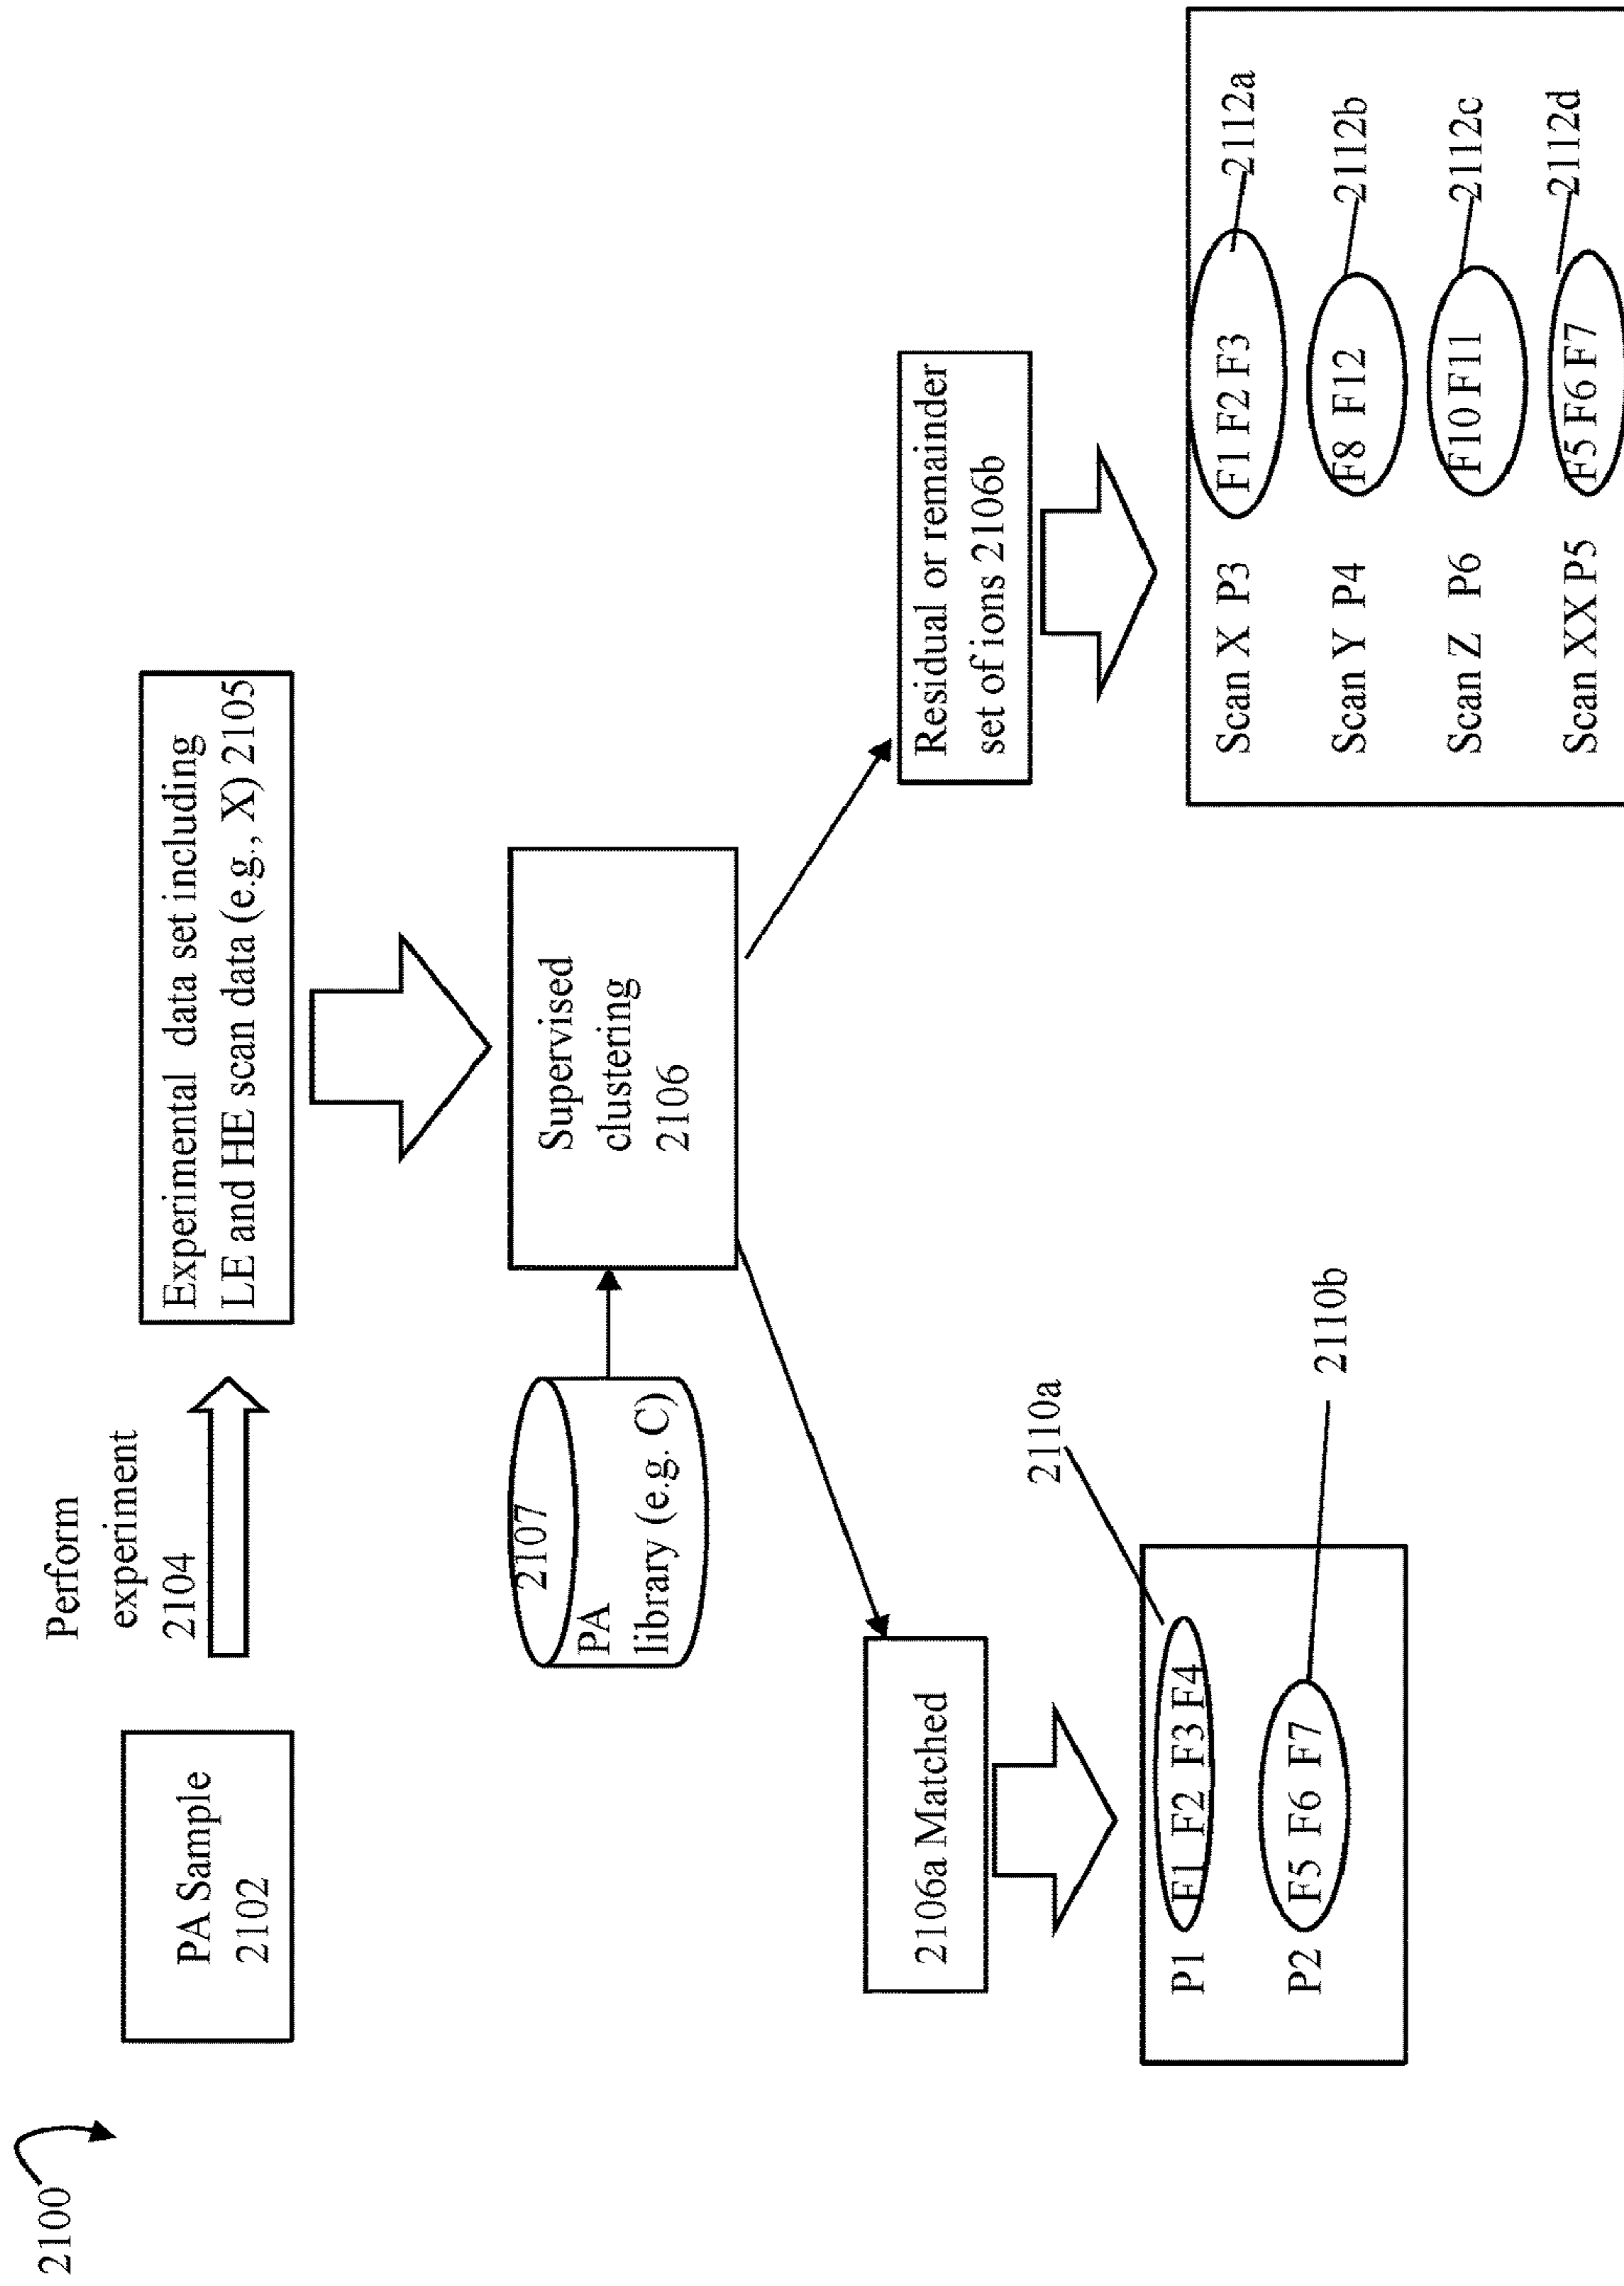 2100
PA Sample
2102
Perform
experiment
2104
Experimental data set including
LE and HE scan data (e.g., X) 2105
2107
PA
library (e.g. C)
Supervised
clustering
2106
2106a Matched
Residual or remainder
set of ions 2106b
2110a
P1 F1 F2 F3 F4
P2 F5 F6 F7
2110b
Scan X P3 F1 F2 F3 2112a
Scan Y P4 F8 F12 2112b
Scan Z P6 F10 F11 2112c
Scan XX P5 F5 F6 F7 2112d